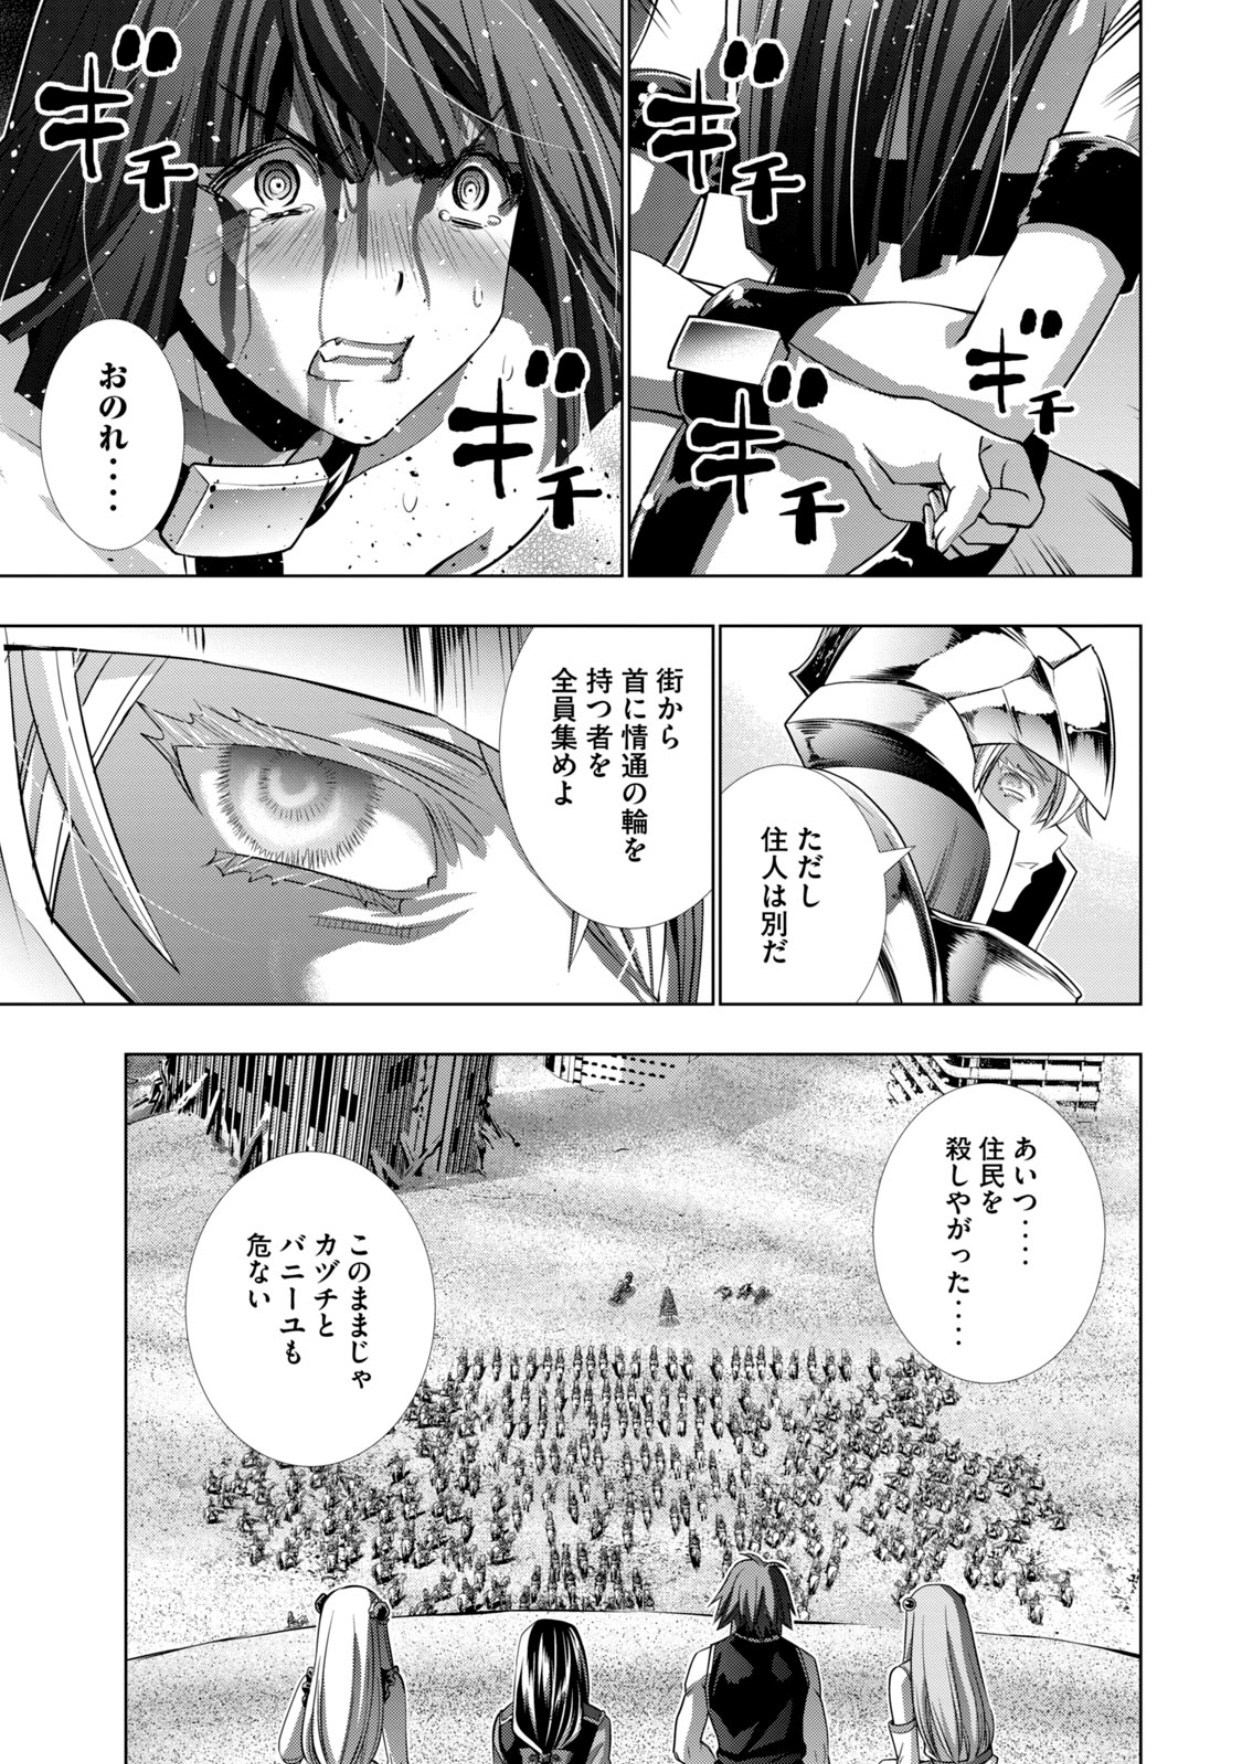 ギチ
ギチ
ギチ
ギチ
ギチ
ギチ
おのれ‥‥
ただし
住人は別だ
街から
首に情通の輪を
持つ者を
全員集めよ
あいつ‥‥
住民を
殺しやがった‥‥
このままじゃ
カヅチと
バニーユも
危ない